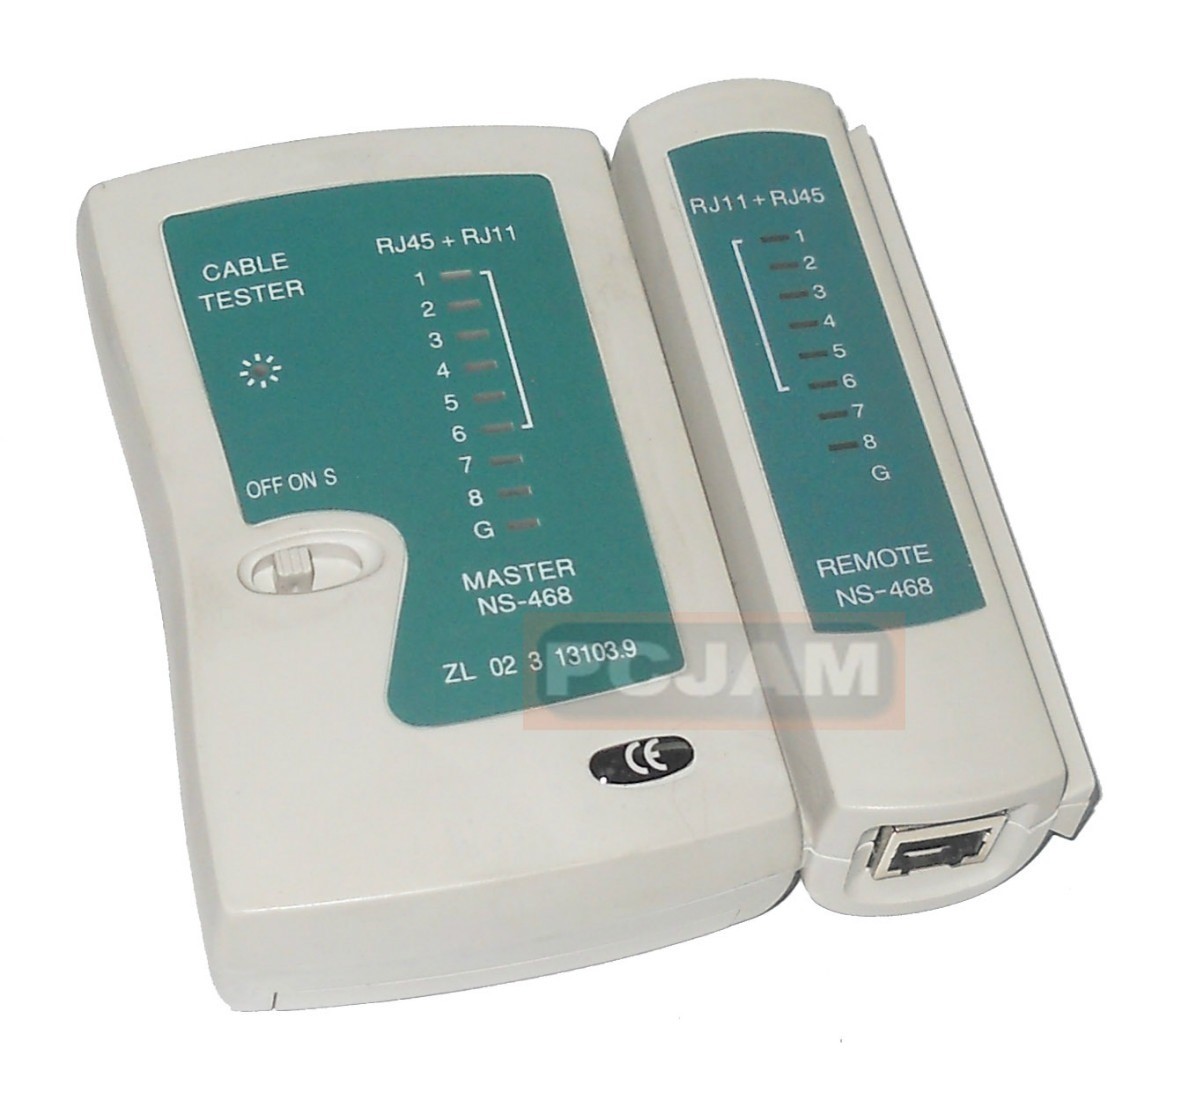 CABLE
TESTER
OFF ON S
RJ45 + RJ11
1
2
3
4
5
6
7
8
G
MASTER
NS-468
ZL 02 3 13103.9
CE
RJ11 + RJ45
1
2
3
4
5
6
7
8
G
REMOTE
NS-468
PCJAM